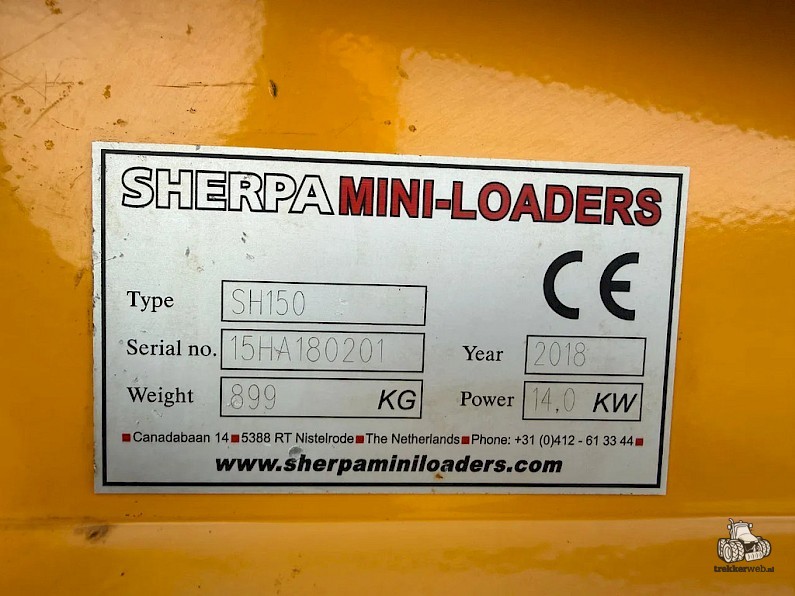 SHERPA MINI-LOADERS
CE
Type SH150
Serial no. 15HA180201 Year 2018
Weight 899 KG Power 14,0 KW
Canadabaan 14 5388 RT Nistelrode The Netherlands Phone: +31 (0)412 - 61 33 44
www.sherpaminiloaders.com
trekkerweb.nl